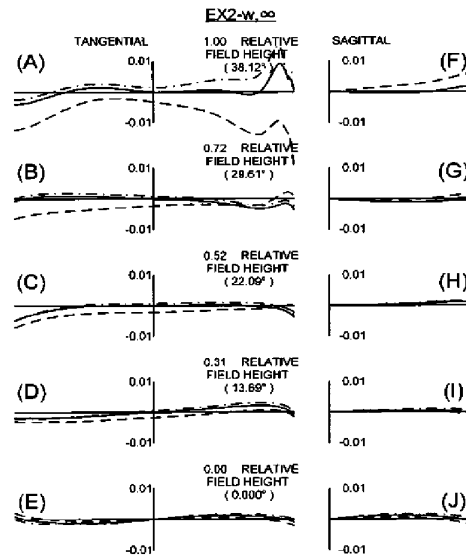 EX2-w,∞
TANGENTIAL 1.00 RELATIVE SAGITTAL
(A) 0.01 FIELD HEIGHT 0.01 (F)
( 38.12° )
-0.01 -0.01
0.72 RELATIVE
(B) 0.01 FIELD HEIGHT 0.01 (G)
( 29.61° )
-0.01 -0.01
0.52 RELATIVE
(C) 0.01 FIELD HEIGHT 0.01 (H)
( 22.09° )
-0.01 -0.01
0.31 RELATIVE
(D) 0.01 FIELD HEIGHT 0.01 (I)
( 13.69° )
-0.01 -0.01
0.00 RELATIVE
(E) 0.01 FIELD HEIGHT 0.01 (J)
( 0.000° )
-0.01 -0.01